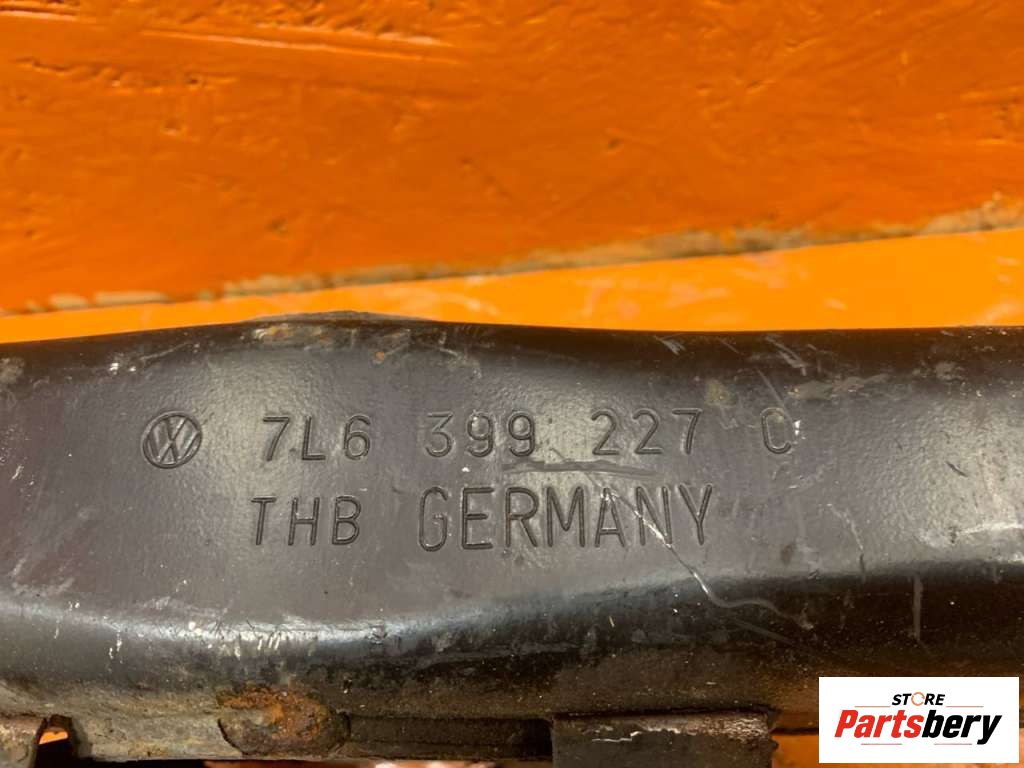 7L6 399 227 C
THB GERMANY
STORE
Partsbery